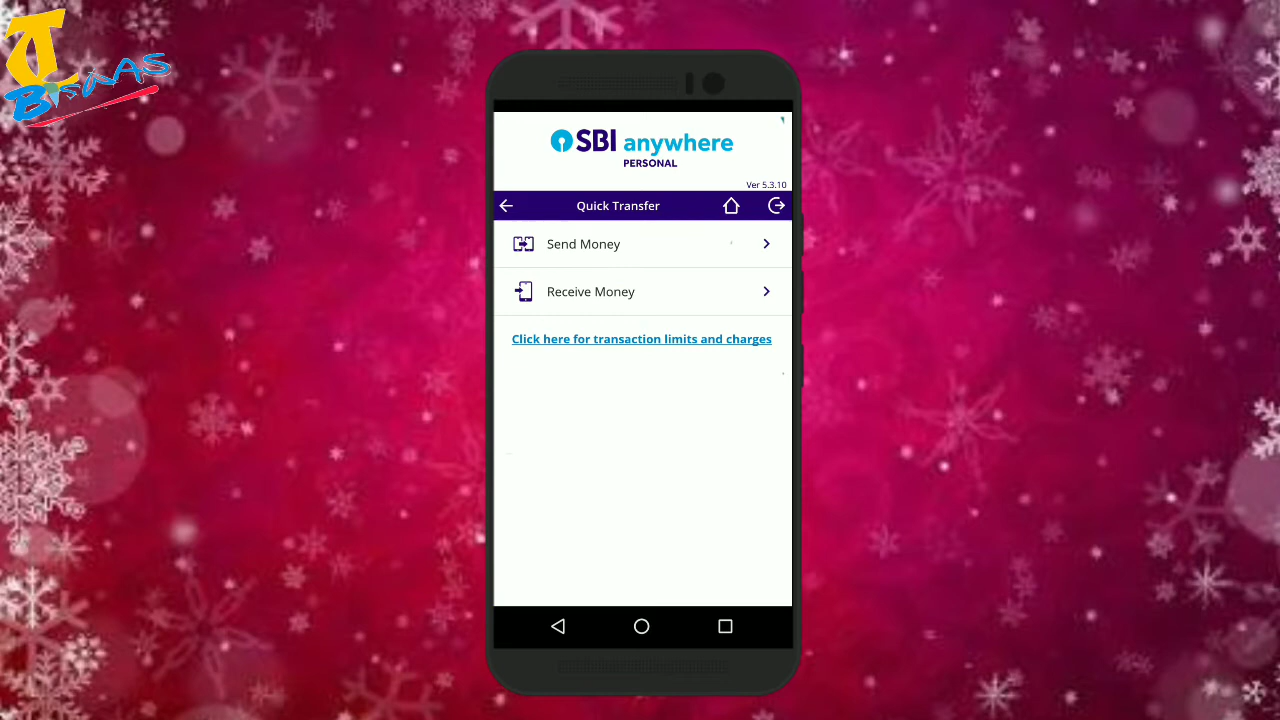 T
BISWAS
SBI anywhere
PERSONAL
Ver 5.3.10
Quick Transfer
Send Money
Receive Money
Click here for transaction limits and charges